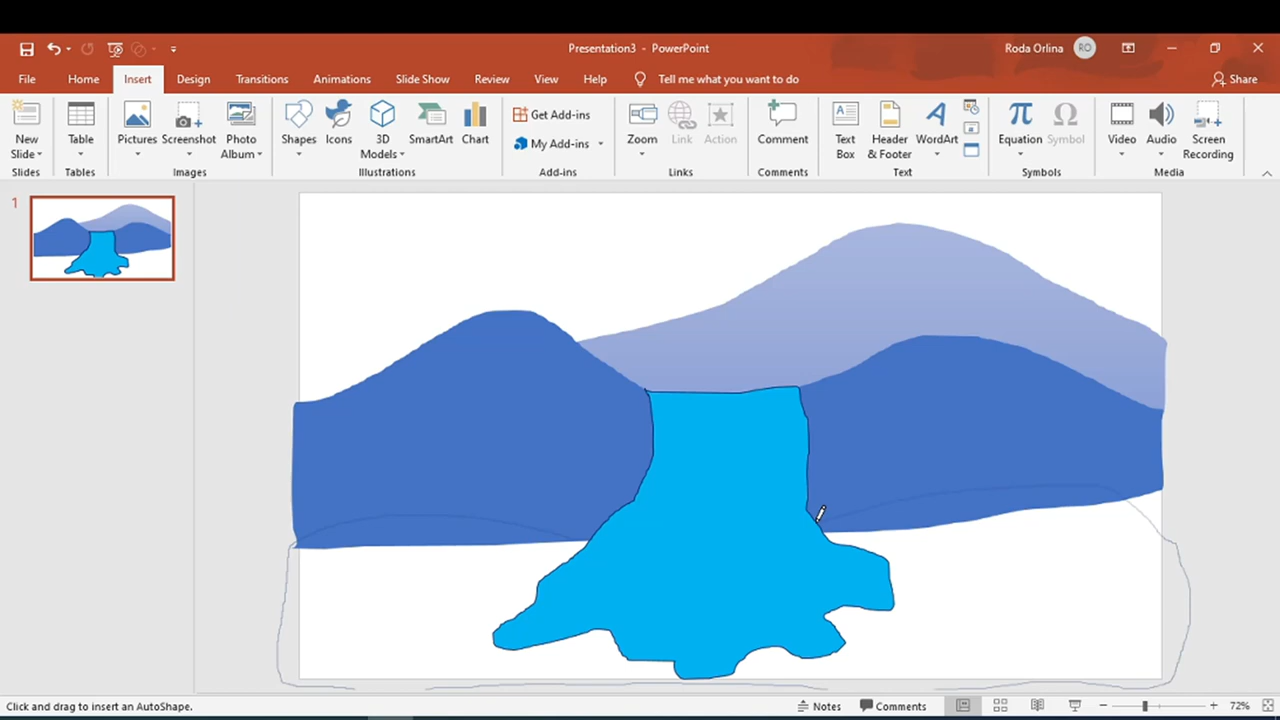 Presentation3 - PowerPoint
Roda Orlina
RO
File Home Insert Design Transitions Animations Slide Show Review View Help Tell me what you want to do Share
New Slide
Table
Pictures
Screenshot
Photo Album
Shapes
Icons
3D Models
SmartArt
Chart
Get Add-ins
My Add-ins
Zoom
Link
Action
Comment
Text Box
Header & Footer
WordArt
Equation
Symbol
Video
Audio
Screen Recording
Slides Tables Images Illustrations Add-ins Links Comments Text Symbols Media
1
Click and drag to insert an AutoShape. Notes Comments 72%